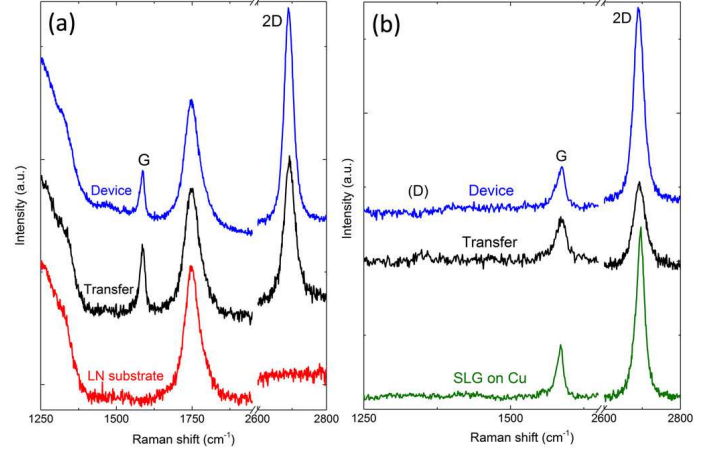 (a)
2D
G
Device
Transfer
LN substrate
Intensity (a.u.)
1250 1500 1750 2600 2800
Raman shift (cm-1)
(b)
2D
G
(D)
Device
Transfer
SLG on Cu
Intensity (a.u.)
1250 1500 2600 2800
Raman shift (cm-1)